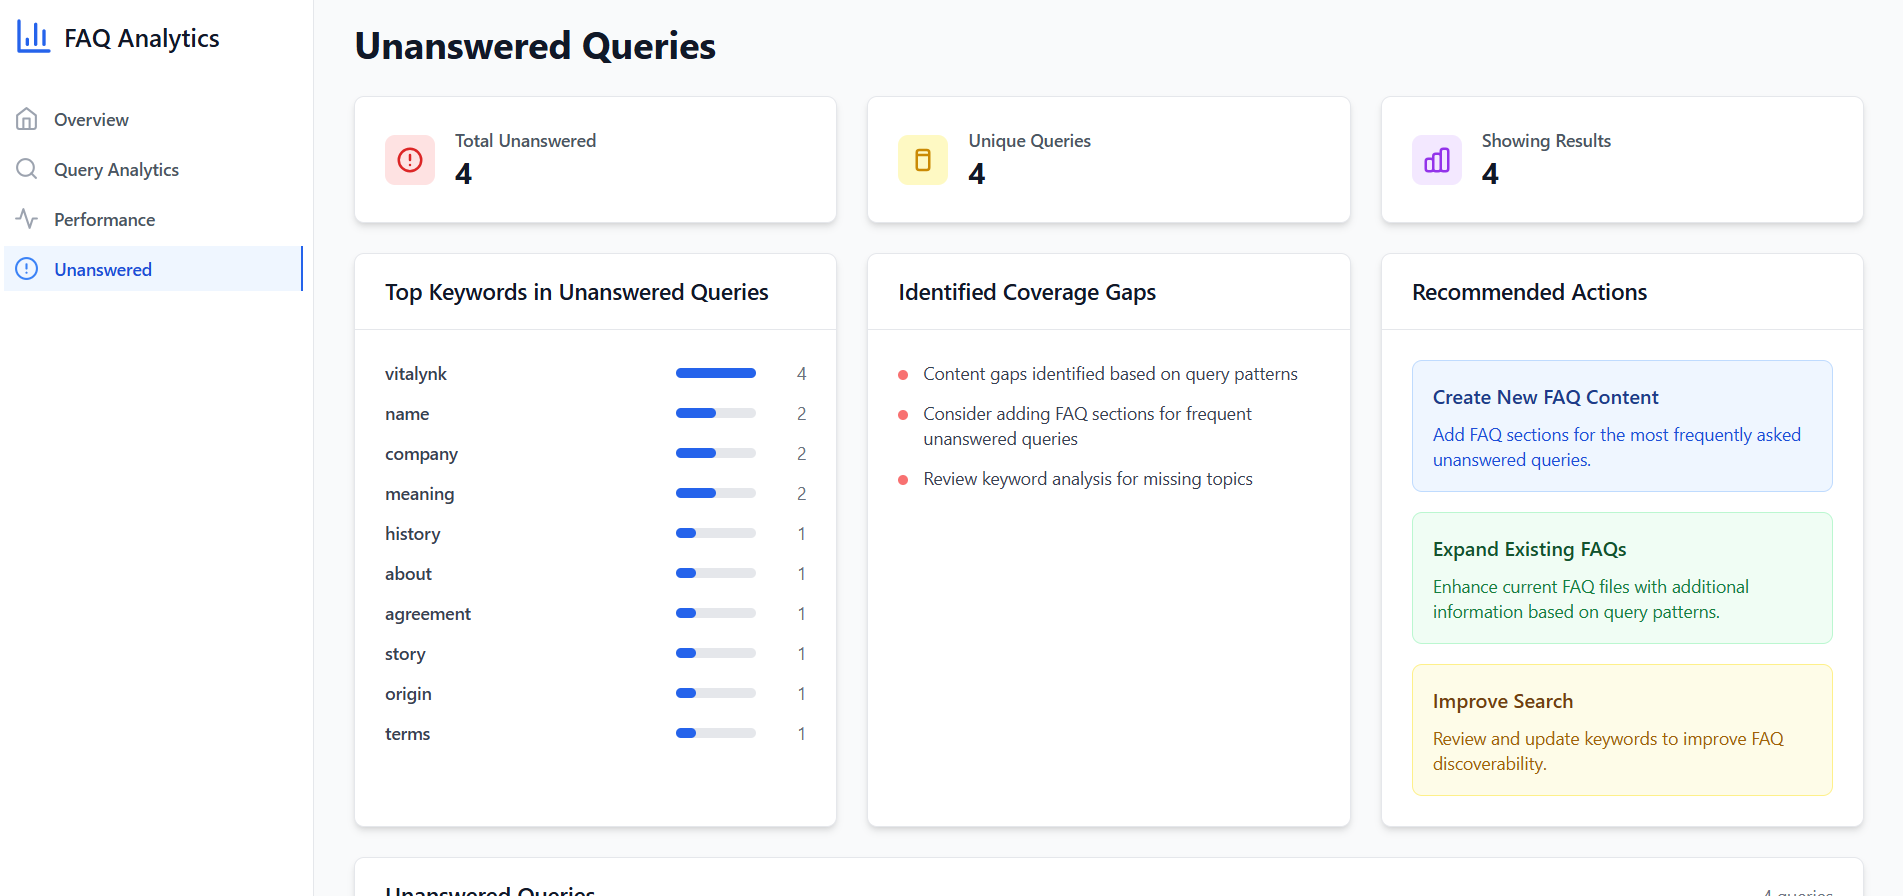 FAQ Analytics
Overview
Query Analytics
Performance
Unanswered
Unanswered Queries
Total Unanswered
4
Unique Queries
4
Showing Results
4
Top Keywords in Unanswered Queries
vitalynk 4
name 2
company 2
meaning 2
history 1
about 1
agreement 1
story 1
origin 1
terms 1
Identified Coverage Gaps
Content gaps identified based on query patterns
Consider adding FAQ sections for frequent
unanswered queries
Review keyword analysis for missing topics
Recommended Actions
Create New FAQ Content
Add FAQ sections for the most frequently asked
unanswered queries.
Expand Existing FAQs
Enhance current FAQ files with additional
information based on query patterns.
Improve Search
Review and update keywords to improve FAQ
discoverability.
Unanswered Queries
4 queries